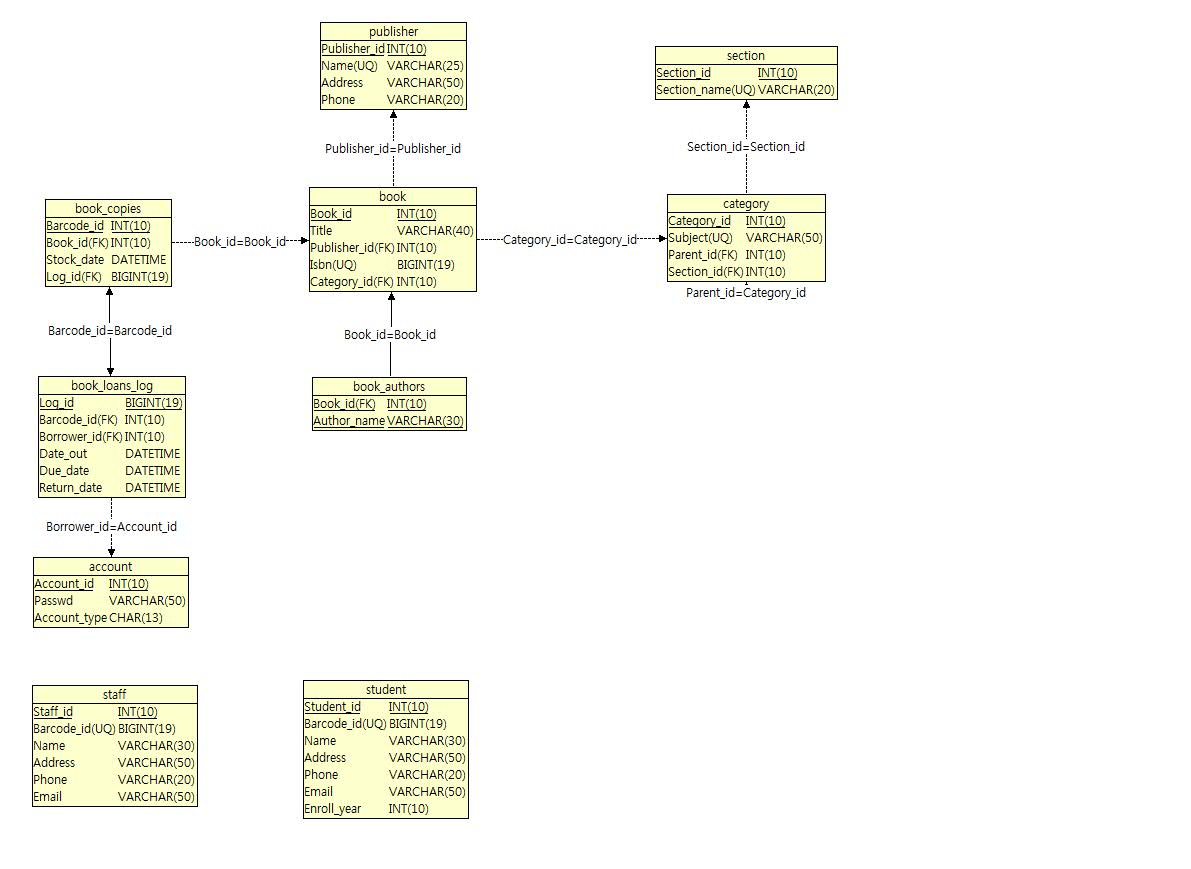 publisher
Publisher_id INT(10)
Name(UQ) VARCHAR(25)
Address VARCHAR(50)
Phone VARCHAR(20)
section
Section_id INT(10)
Section_name(UQ) VARCHAR(20)
Publisher_id=Publisher_id
Section_id=Section_id
book_copies
Barcode_id INT(10)
Book_id(FK) INT(10)
Stock_date DATETIME
Log_id(FK) BIGINT(19)
Book_id=Book_id
book
Book_id INT(10)
Title VARCHAR(40)
Publisher_id(FK) INT(10)
Isbn(UQ) BIGINT(19)
Category_id(FK) INT(10)
Category_id=Category_id
category
Category_id INT(10)
Subject(UQ) VARCHAR(50)
Parent_id(FK) INT(10)
Section_id(FK) INT(10)
Parent_id=Category_id
Barcode_id=Barcode_id
Book_id=Book_id
book_loans_log
Log_id BIGINT(19)
Barcode_id(FK) INT(10)
Borrower_id(FK) INT(10)
Date_out DATETIME
Due_date DATETIME
Return_date DATETIME
book_authors
Book_id(FK) INT(10)
Author_name VARCHAR(30)
Borrower_id=Account_id
account
Account_id INT(10)
Passwd VARCHAR(50)
Account_type CHAR(13)
staff
Staff_id INT(10)
Barcode_id(UQ) BIGINT(19)
Name VARCHAR(30)
Address VARCHAR(50)
Phone VARCHAR(20)
Email VARCHAR(50)
student
Student_id INT(10)
Barcode_id(UQ) BIGINT(19)
Name VARCHAR(30)
Address VARCHAR(50)
Phone VARCHAR(20)
Email VARCHAR(50)
Enroll_year INT(10)